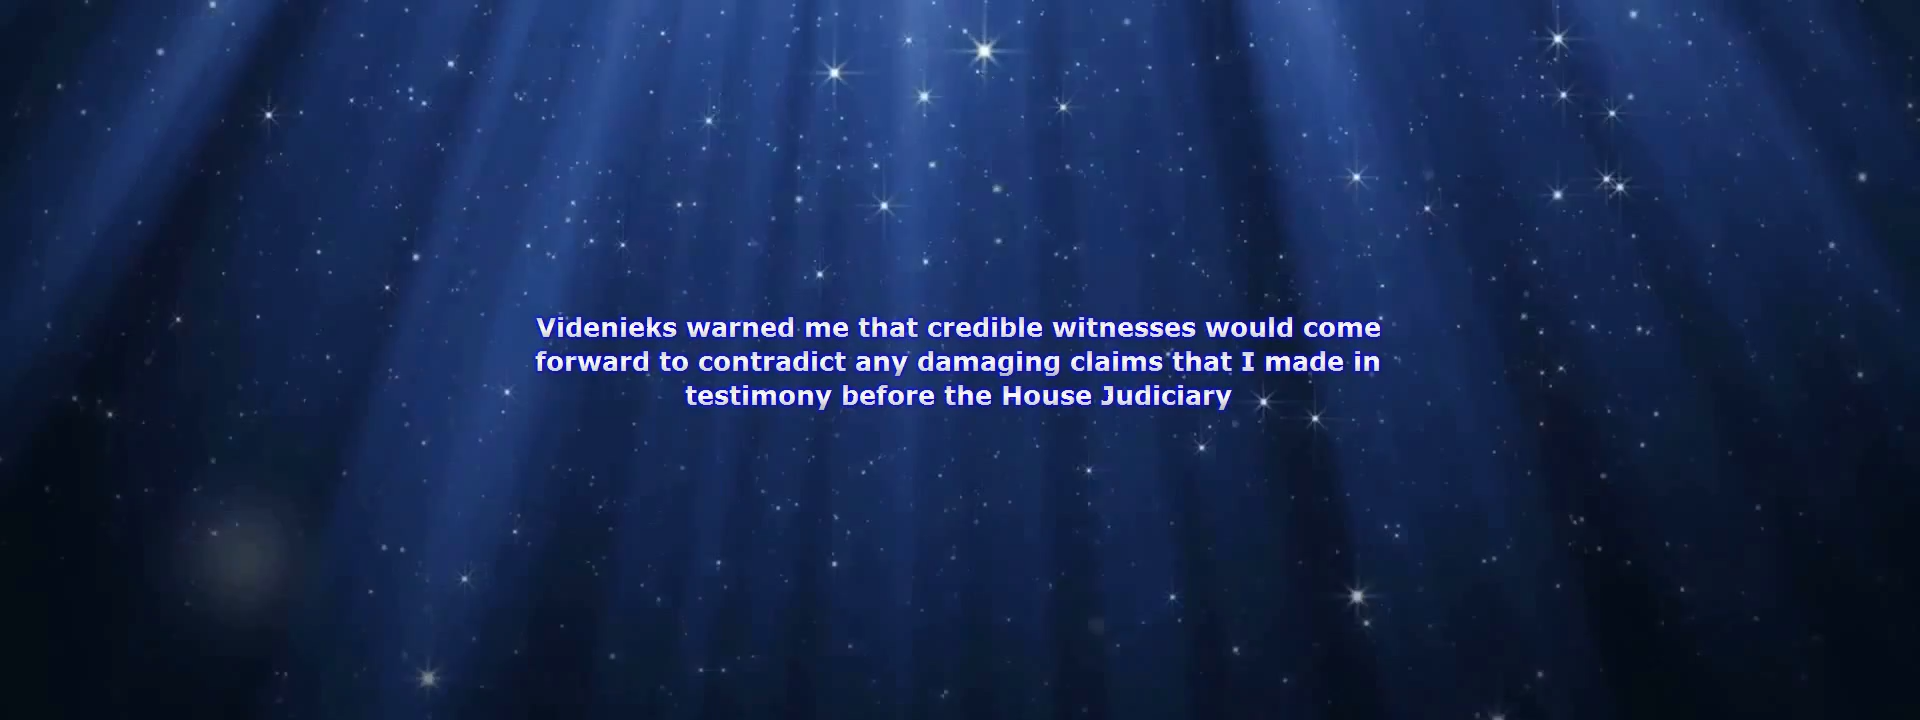 Videnieks warned me that credible witnesses would come
forward to contradict any damaging claims that I made in
testimony before the House Judiciary